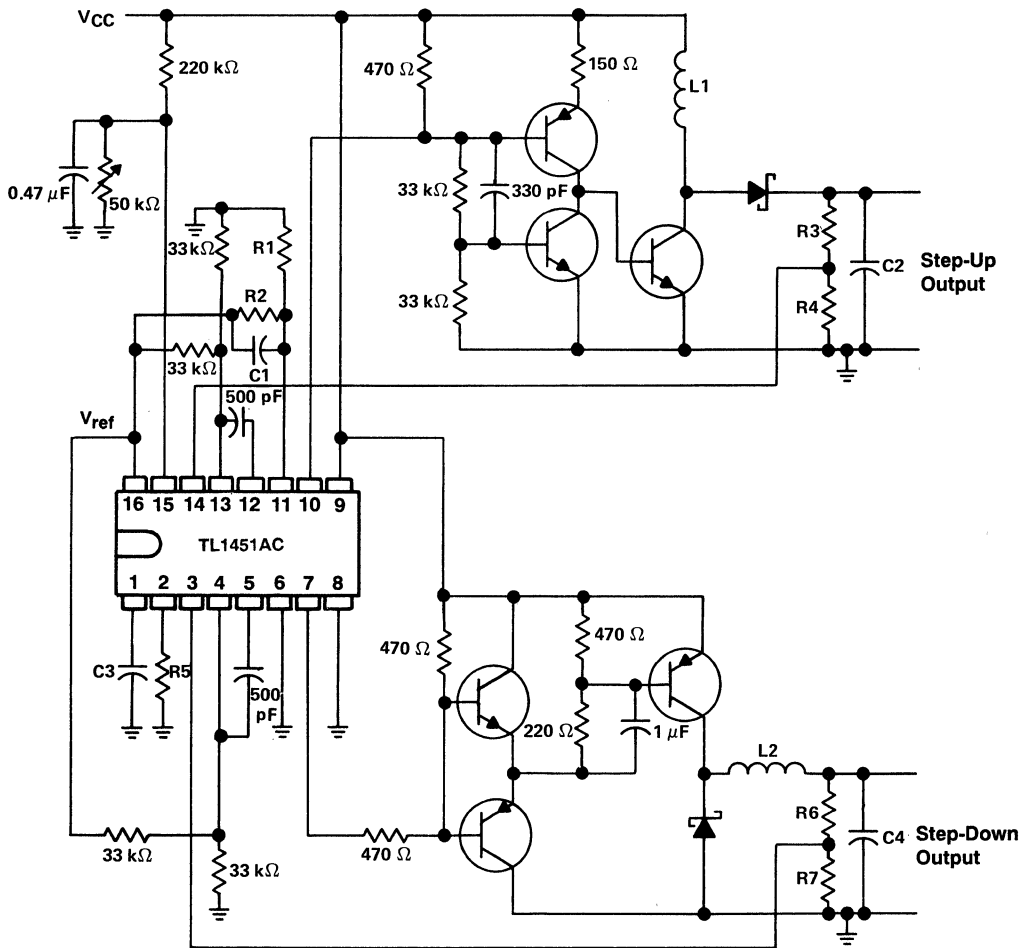 VCC
220 kΩ
470 Ω
150 Ω
L1
0.47 μF
50 kΩ
33 kΩ
330 pF
33 kΩ
R1
R3
C2
Step-Up
Output
R2
33 kΩ
R4
33 kΩ
C1
500 pF
Vref
16 15 14 13 12 11 10 9
TL1451AC
1 2 3 4 5 6 7 8
470 Ω
470 Ω
C3
R5
500
pF
220 Ω
1 μF
L2
R6
C4
Step-Down
Output
33 kΩ
470 Ω
33 kΩ
R7